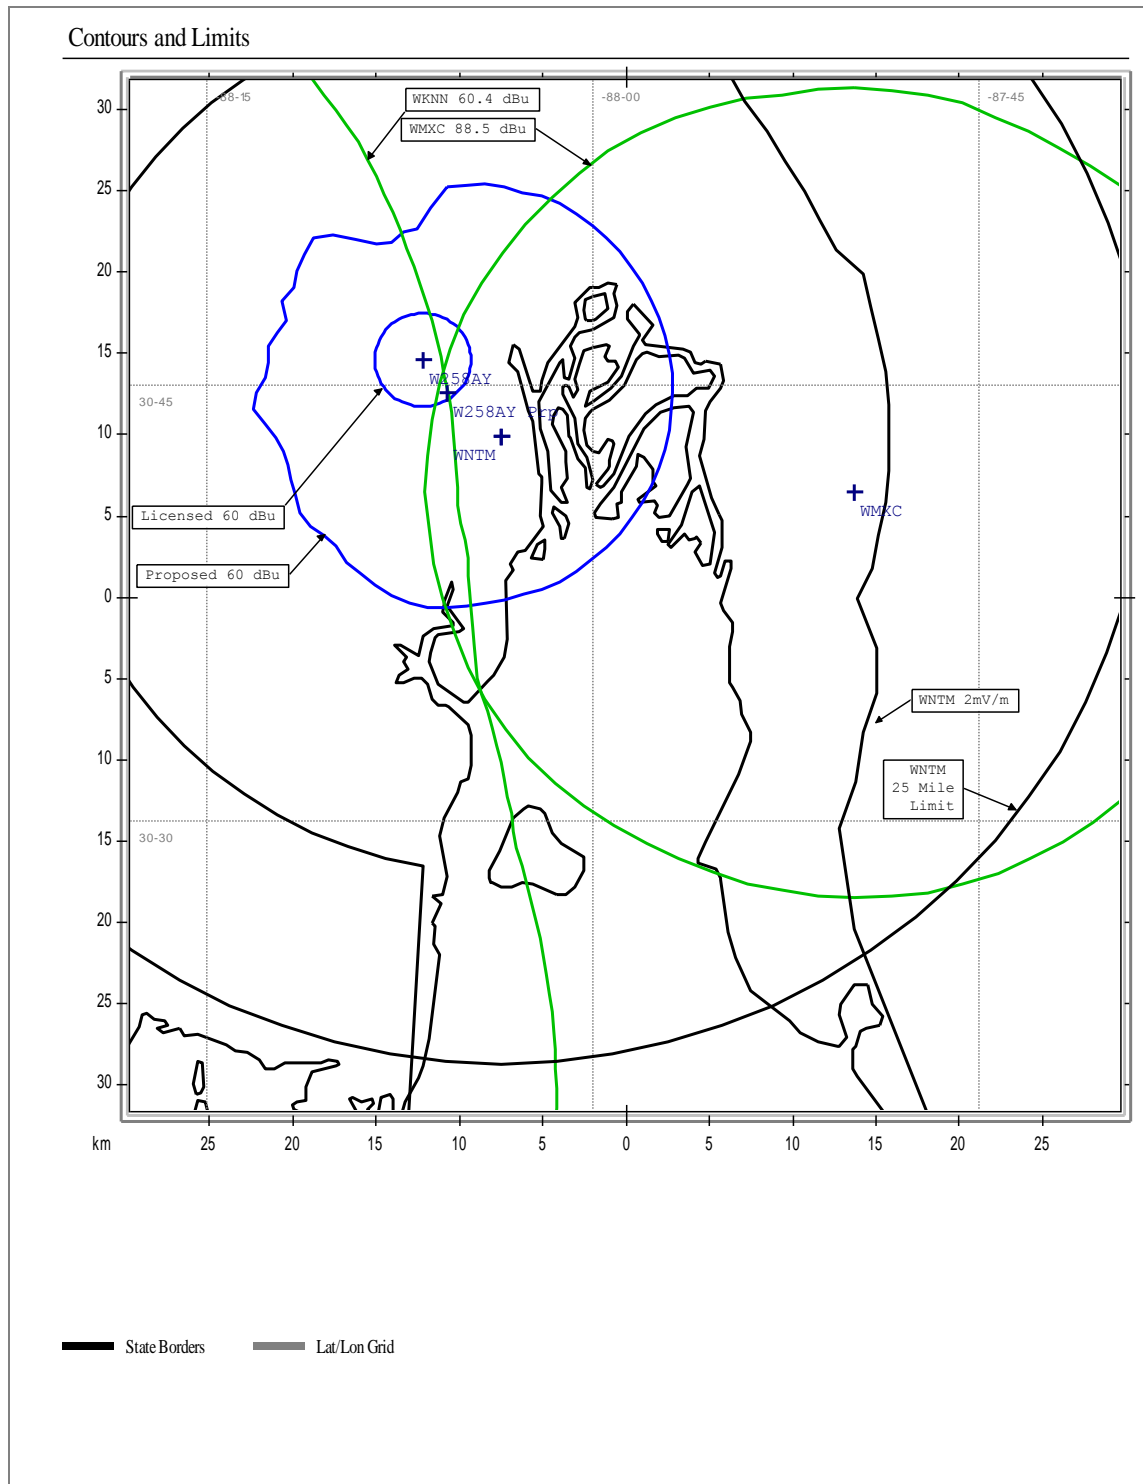 Contours and Limits
WKNN 60.4 dBu
WMXC 88.5 dBu
88-15
-88-00
-87-45
30
25
20
15
10
5
0
5
10
15
20
25
30
W258AY
W258AY Prp
WNTM
WMXC
30-45
Licensed 60 dBu
Proposed 60 dBu
WNTM 2mV/m
WNTM
25 Mile
Limit
30-30
km
25
20
15
10
5
0
5
10
15
20
25
State Borders
Lat/Lon Grid